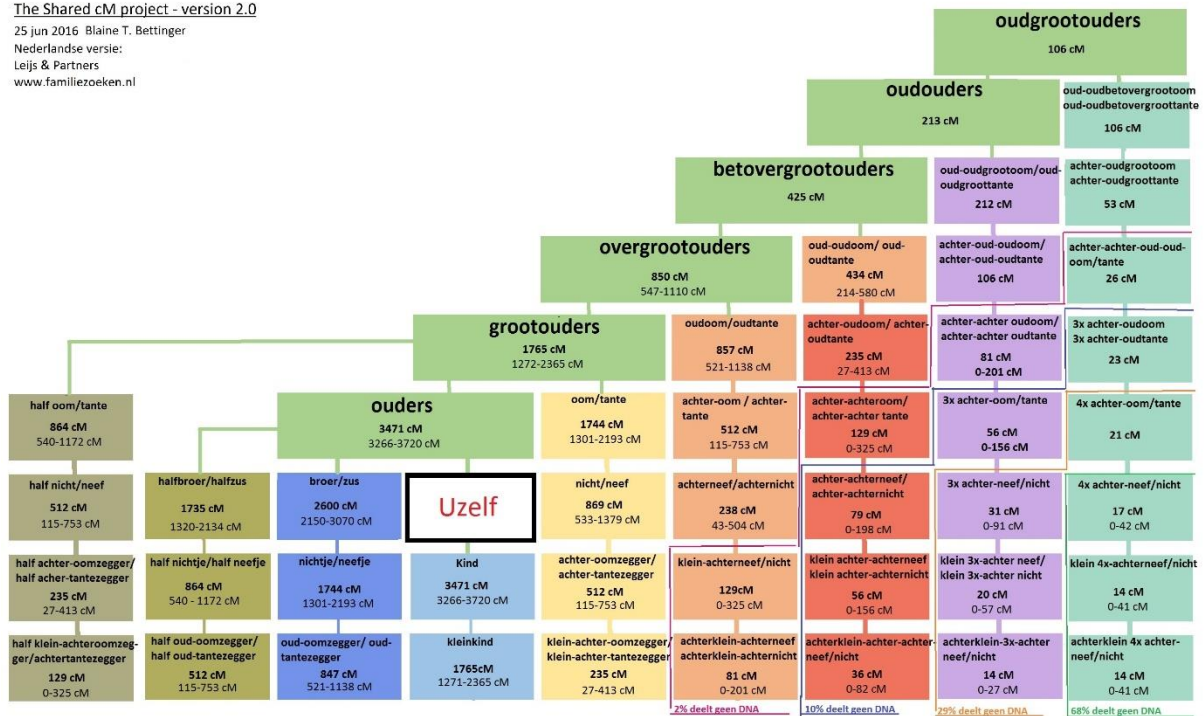 The Shared cM project - version 2.0
25 jun 2016 Blaine T. Bettinger
Nederlandse versie:
Leijs & Partners
www.familiezoeken.nl
oudgrootouders
106 cM
oudouders
213 cM
oud-oudbetovergrootoom
oud-oudbetovergroottante
106 cM
betovergrootouders
425 cM
oud-oudgrootoom/oud-
oudgroottante
212 cM
achter-oudgrootoom
achter-oudgroottante
53 cM
overgrootouders
850 cM
547-1110 cM
oud-oudoom/ oud-
oudtante
434 cM
214-580 cM
achter-oud-oudoom/
achter-oud-oudtante
106 cM
achter-achter-oud-oud-
oom/tante
26 cM
grootouders
1765 cM
1272-2365 cM
oudoom/oudtante
857 cM
521-1138 cM
achter-oudoom/ achter-
oudtante
235 cM
27-413 cM
achter-achter oudoom/
achter-achter oudtante
81 cM
0-201 cM
3x achter-oudoom
3x achter-oudtante
23 cM
half oom/tante
864 cM
540-1172 cM
ouders
3471 cM
3266-3720 cM
oom/tante
1744 cM
1301-2193 cM
achter-oom / achter-
tante
512 cM
115-753 cM
achter-achteroom/
achter-achter tante
129 cM
0-325 cM
3x achter-oom/tante
56 cM
0-156 cM
4x achter-oom/tante
21 cM
half nicht/neef
512 cM
115-753 cM
halfbroer/halfzus
1735 cM
1320-2134 cM
broer/zus
2600 cM
2150-3070 cM
Uzelf
nicht/neef
869 cM
533-1379 cM
achterneef/achternicht
238 cM
43-504 cM
achter-achterneef/
achter-achternicht
79 cM
0-198 cM
3x achter-neef/nicht
31 cM
0-91 cM
4x achter-neef/nicht
17 cM
0-42 cM
half achter-oomzegger/
half acher-tantezegger
235 cM
27-413 cM
half nichtje/half neefje
864 cM
540 - 1172 cM
nichtje/neefje
1744 cM
1301-2193 cM
Kind
3471 cM
3266-3720 cM
achter-oomzegger/
achter-tantezegger
512 cM
115-753 cM
klein-achterneef/nicht
129cM
0-325 cM
klein achter-achterneef/
klein achter-achternicht
56 cM
0-156 cM
klein 3x-achter neef/
klein 3x-achter nicht
20 cM
0-57 cM
klein 4x-achterneef/nicht
14 cM
0-41 cM
half klein-achteroomzeg-
ger/achtertantezegger
129 cM
0-325 cM
half oud-oomzegger/
half oud-tantezegger
512 cM
115-753 cM
oud-oomzegger/ oud-
tantezegger
847 cM
521-1138 cM
kleinkind
1765cM
1271-2365 cM
klein-achter-oomzegger/
klein-achter-tantezegger
235 cM
27-413 cM
achterklein-achterneef
achterklein-achternicht
81 cM
0-201 cM
achterklein-achter-achter-
neef/nicht
36 cM
0-82 cM
achterklein-3x-achter
neef/nicht
14 cM
0-27 cM
achterklein 4x achter-
neef/nicht
14 cM
0-41 cM
2% deelt geen DNA
10% deelt geen DNA
29% deelt geen DNA
68% deelt geen DNA